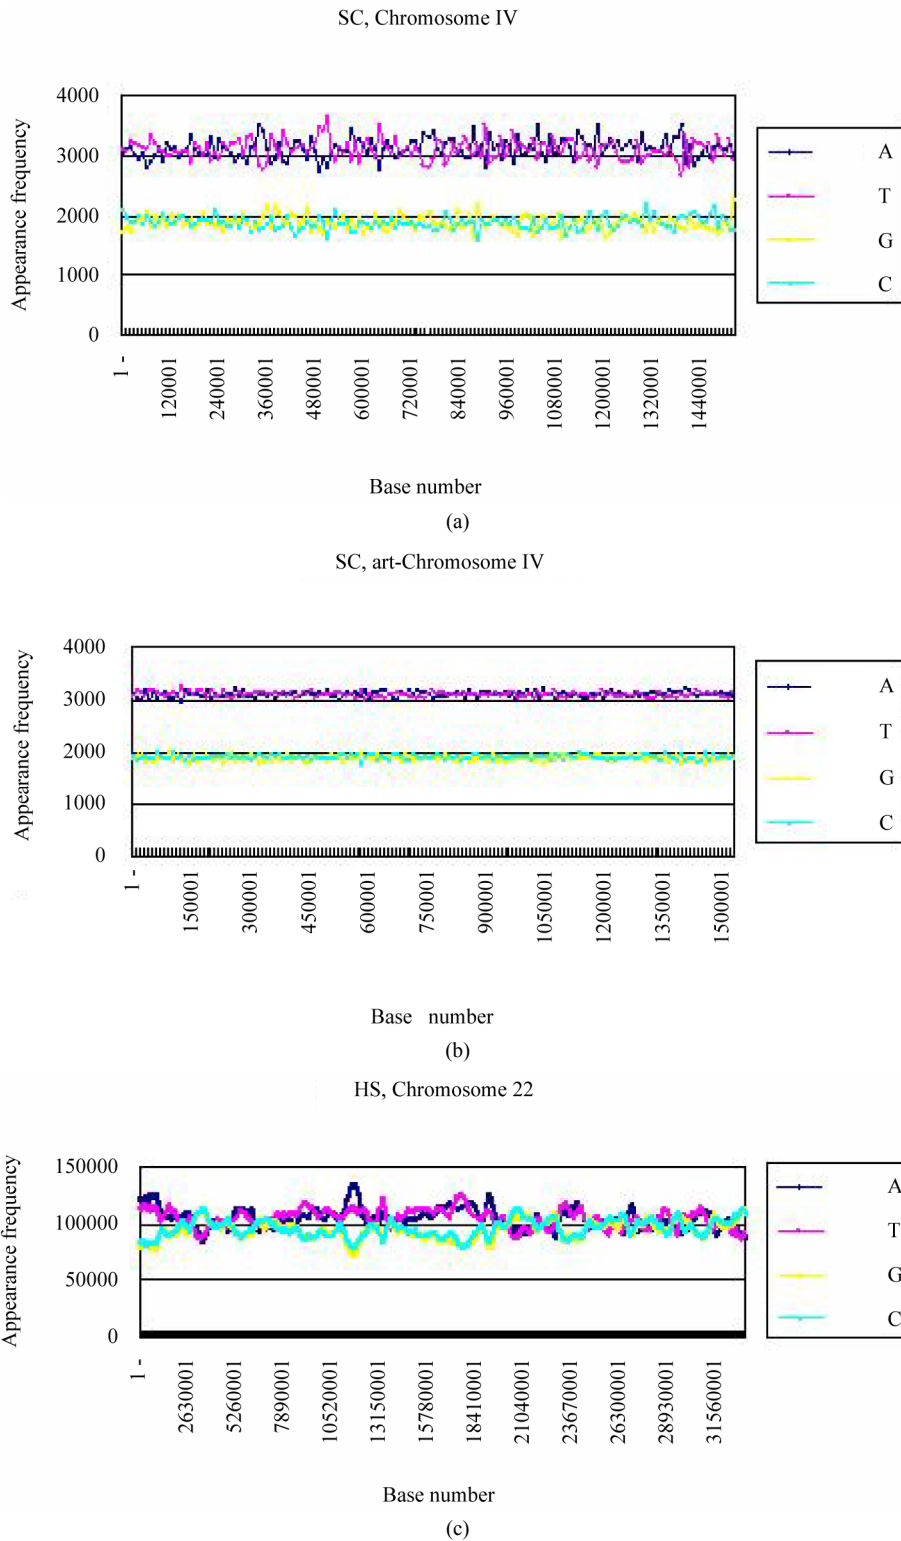 SC, Chromosome IV
Appearance frequency
4000
3000
2000
1000
0
1 -
120001
240001
360001
480001
600001
720001
840001
960001
1080001
1200001
1320001
1440001
A
T
G
C
Base number
(a)
SC, art-Chromosome IV
Appearance frequency
4000
3000
2000
1000
0
1 -
150001
300001
450001
600001
750001
900001
1050001
1200001
1350001
1500001
A
T
G
C
Base number
(b)
HS, Chromosome 22
Appearance frequency
150000
100000
50000
0
1 -
2630001
5260001
7890001
10520001
13150001
15780001
18410001
21040001
23670001
26300001
28930001
31560001
A
T
G
C
Base number
(c)